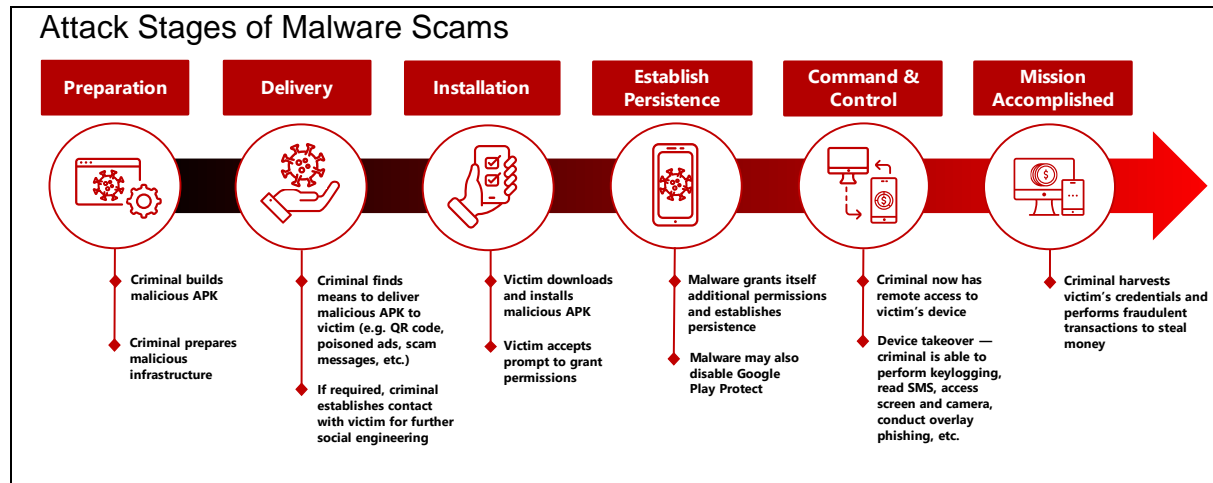 Attack Stages of Malware Scams
Preparation
Delivery
Installation
Establish
Persistence
Command &
Control
Mission
Accomplished
Criminal builds
malicious APK
Criminal prepares
malicious
infrastructure
Criminal finds
means to deliver
malicious APK to
victim (e.g. QR code,
poisoned ads, scam
messages, etc.)
If required, criminal
establishes contact
with victim for further
social engineering
Victim downloads
and installs
malicious APK
Victim accepts
prompt to grant
permissions
Malware grants itself
additional permissions
and establishes
persistence
Malware may also
disable Google
Play Protect
Criminal now has
remote access to
victim's device
Device takeover —
criminal is able to
perform keylogging,
read SMS, access
screen and camera,
conduct overlay
phishing, etc.
Criminal harvests
victim's credentials and
performs fraudulent
transactions to steal
money